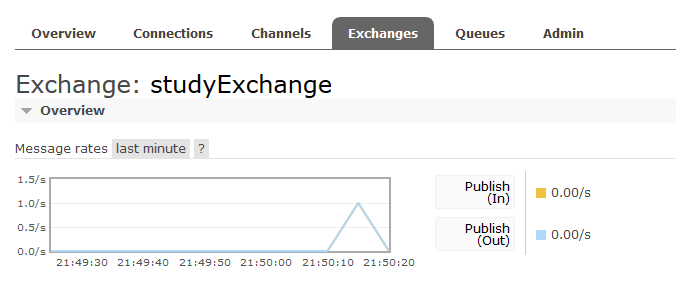 Overview Connections Channels Exchanges Queues Admin
Exchange: studyExchange
Overview
Message rates last minute ?
1.5/s
1.0/s
0.5/s
0.0/s
21:49:30 21:49:40 21:49:50 21:50:00 21:50:10 21:50:20
Publish
(In)
0.00/s
Publish
(Out)
0.00/s